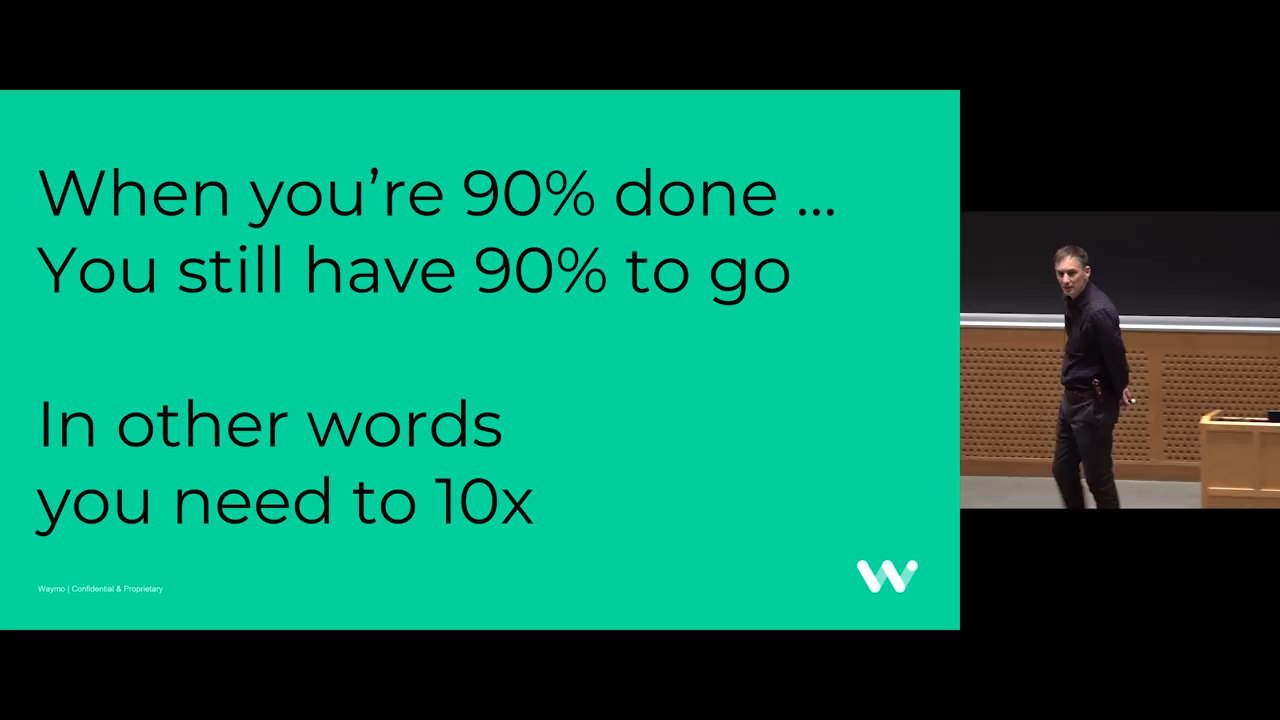 When you’re 90% done ...
You still have 90% to go
In other words
you need to 10x
Waymo | Confidential & Proprietary